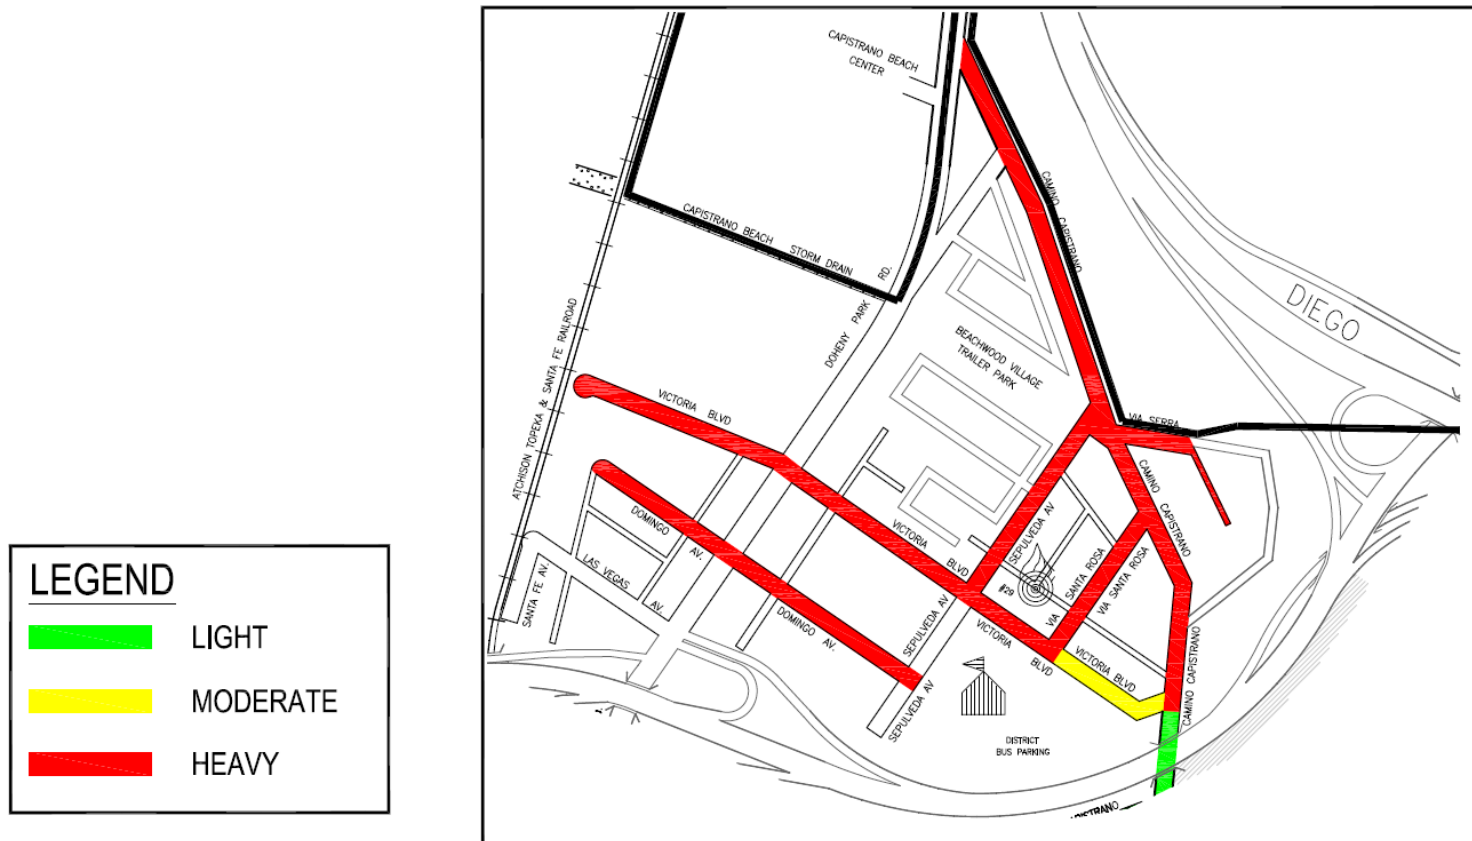 CAPISTRANO BEACH
CENTER
CAMINO CAPISTRANO
CAPISTRANO BEACH STORM DRAIN
DOHENY PARK RD.
DIEGO
ATCHISON TOPEKA & SANTA FE RAILROAD
BEACHWOOD VILLAGE
TRAILER PARK
VICTORIA BLVD
VIA SERRA
CAMINO CAPISTRANO
DOMINGO AV.
VICTORIA BLVD
SEPULVEDA AV
LAS VEGAS AV.
SANTA FE AV.
#29
VIA SANTA ROSA
VIA SANTA ROSA
DOMINGO AV.
SEPULVEDA AV
VICTORIA BLVD
VICTORIA BLVD
CAMINO CAPISTRANO
SEPULVEDA AV
DISTRICT
BUS PARKING
LEGEND
LIGHT
MODERATE
HEAVY